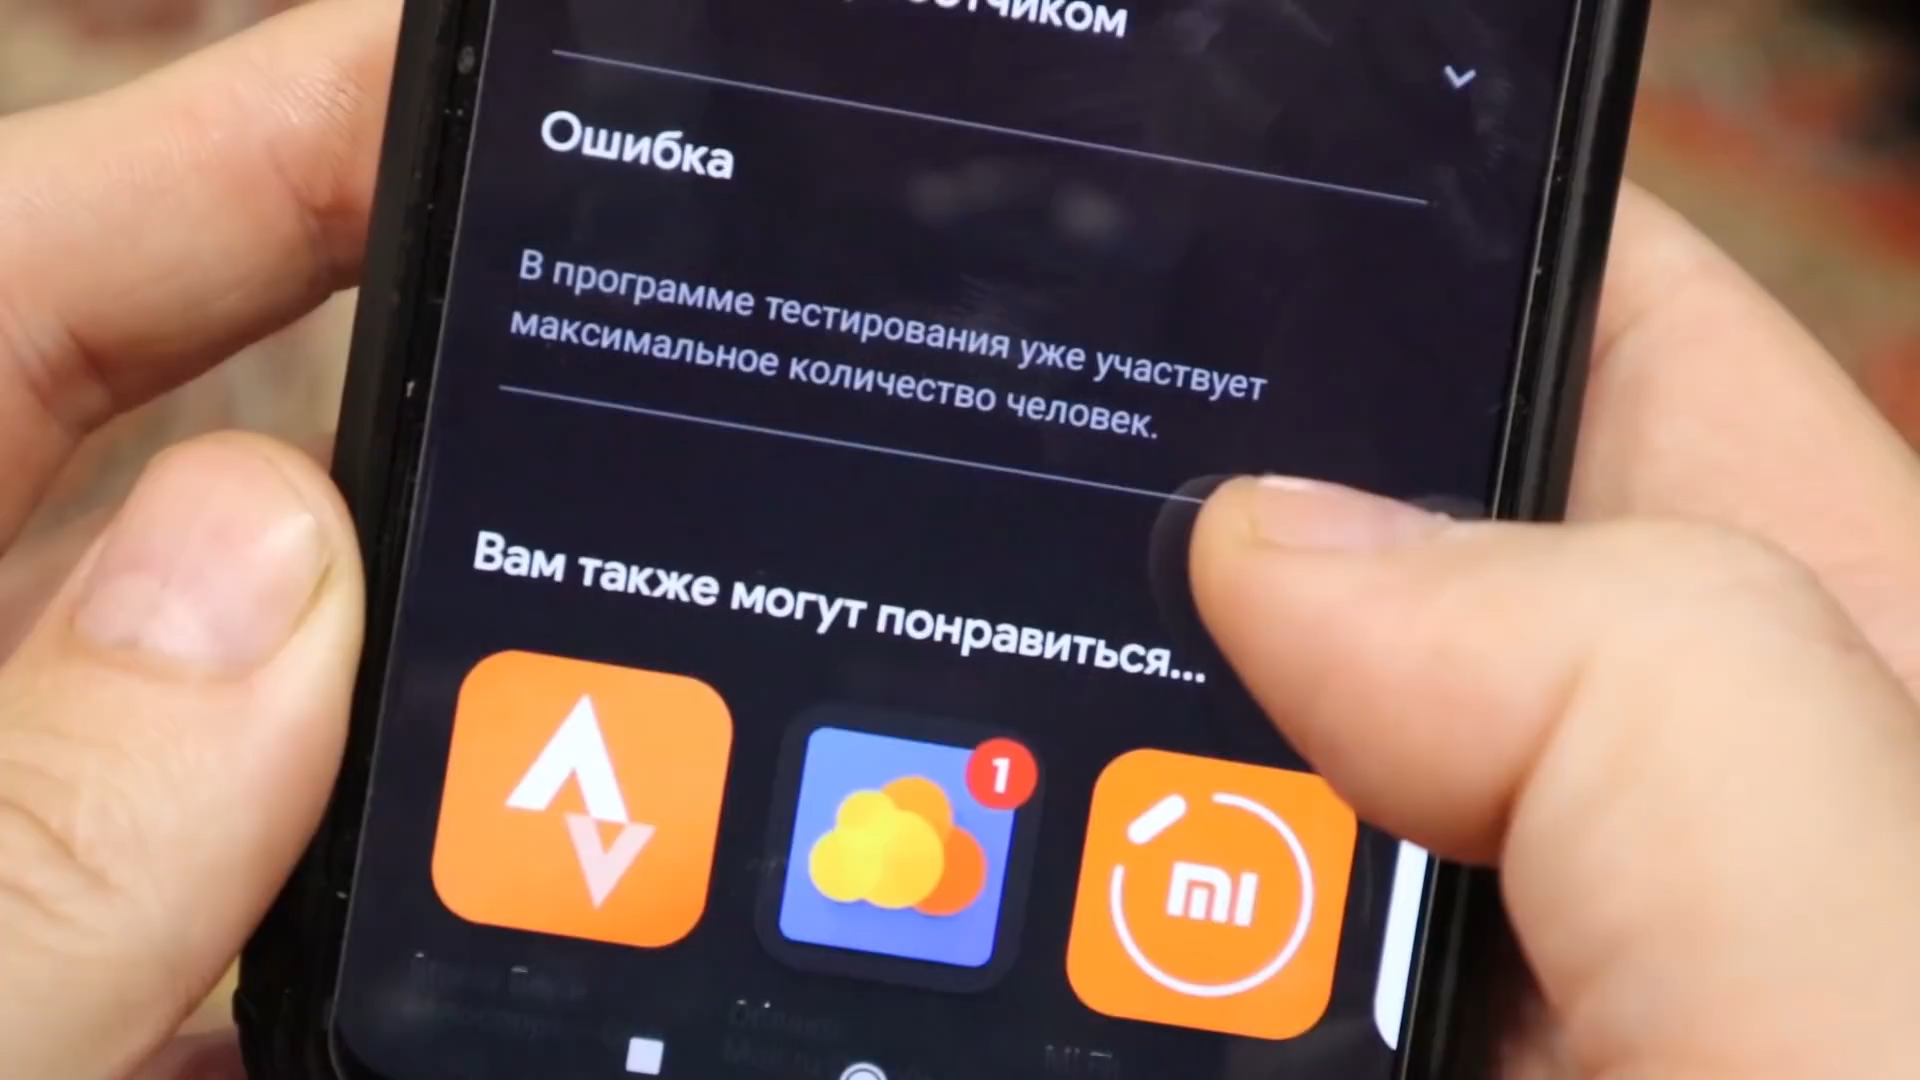 Ошибка
В программе тестирования уже участвует
максимальное количество человек.
Вам также могут понравиться...
1
MI